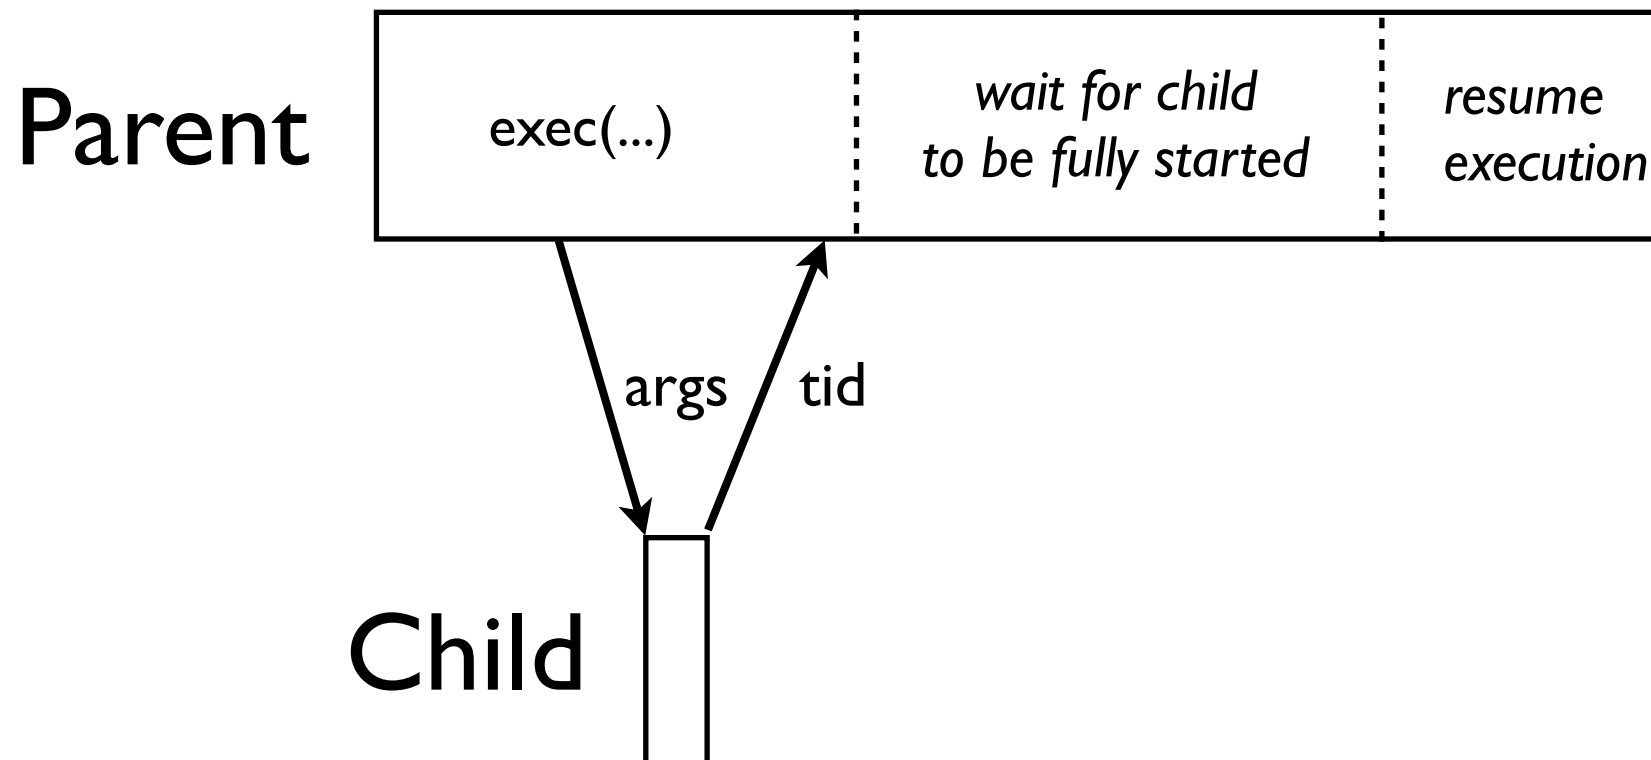 Parent
exec(...)
wait for child
to be fully started
resume
execution
args
tid
Child